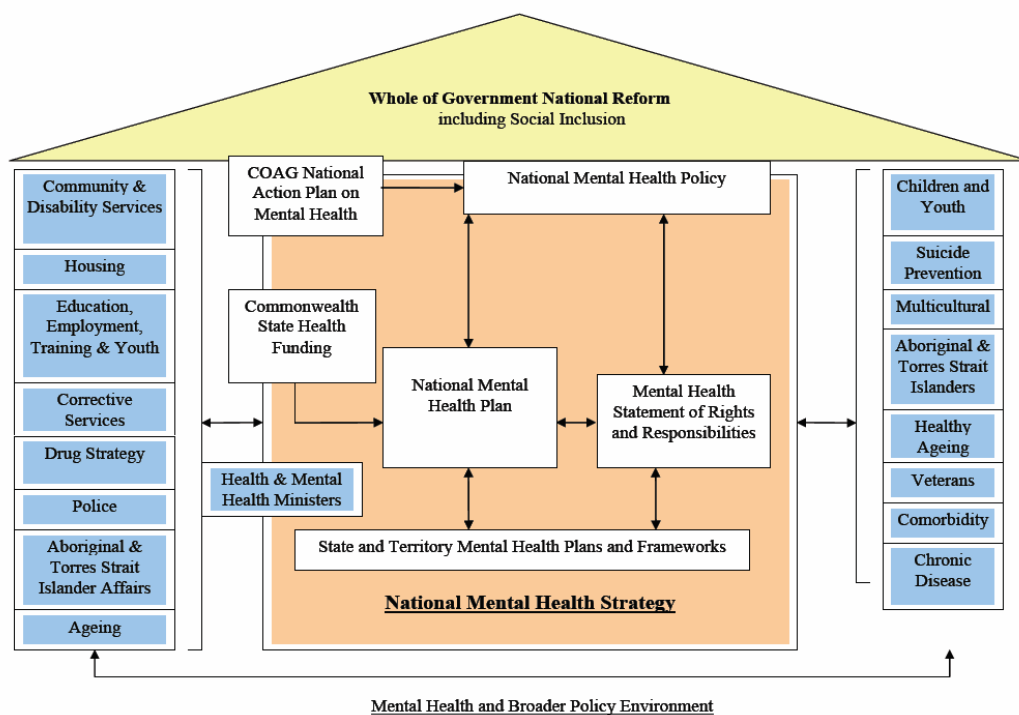 Whole of Government National Reform
including Social Inclusion
Community &
Disability Services
Housing
Education,
Employment,
Training & Youth
Corrective
Services
Drug Strategy
Police
Aboriginal &
Torres Strait
Islander Affairs
Ageing
COAG National
Action Plan on
Mental Health
National Mental Health Policy
Commonwealth
State Health
Funding
National Mental
Health Plan
Mental Health
Statement of Rights
and Responsibilities
Health & Mental
Health Ministers
State and Territory Mental Health Plans and Frameworks
National Mental Health Strategy
Children and
Youth
Suicide
Prevention
Multicultural
Aboriginal &
Torres Strait
Islanders
Healthy
Ageing
Veterans
Comorbidity
Chronic
Disease
Mental Health and Broader Policy Environment